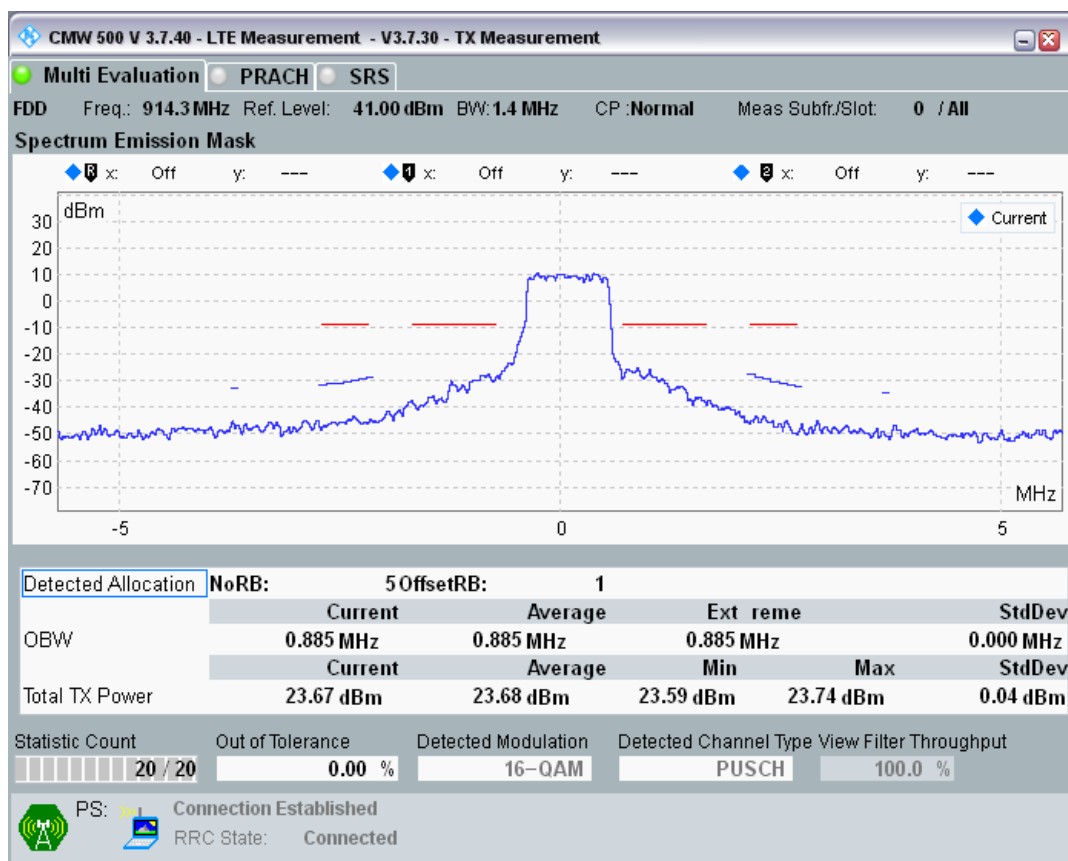 CMW 500 V 3.7.40 - LTE Measurement - V3.7.30 - TX Measurement
Multi Evaluation PRACH SRS
FDD Freq.: 914.3 MHz Ref. Level: 41.00 dBm BW: 1.4 MHz CP :Normal Meas Subfr./Slot: 0 / All
Spectrum Emission Mask
R x: Off y: --- 1 x: Off y: --- 2 x: Off y: ---
dBm
Current
30
20
10
0
-10
-20
-30
-40
-50
-60
-70
MHz
-5 0 5
Detected Allocation NoRB: 5 OffsetRB: 1
Current Average Ext reme StdDev
OBW 0.885 MHz 0.885 MHz 0.885 MHz 0.000 MHz
Current Average Min Max StdDev
Total TX Power 23.67 dBm 23.68 dBm 23.59 dBm 23.74 dBm 0.04 dBm
Statistic Count Out of Tolerance Detected Modulation Detected Channel Type View Filter Throughput
20 / 20 0.00 % 16-QAM PUSCH 100.0 %
PS: Connection Established
RRC State: Connected